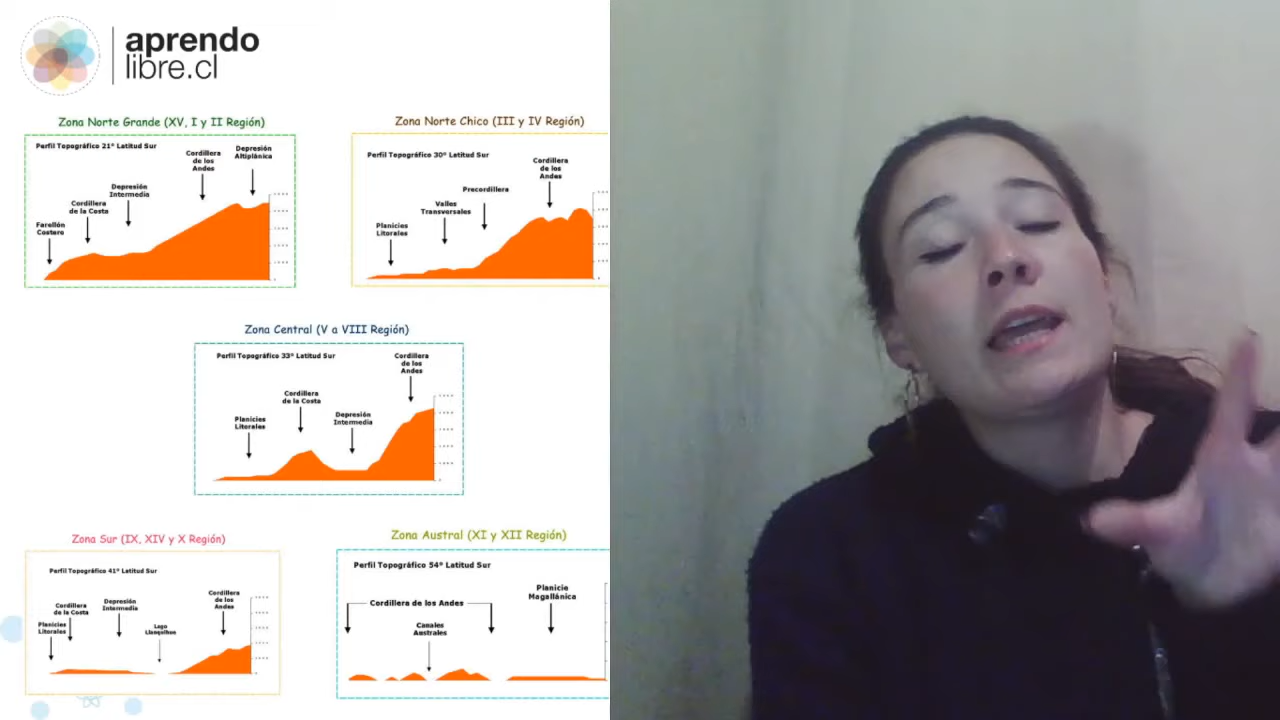 aprendo
libre.cl
Zona Norte Grande (XV, I y II Región)
Perfil Topográfico 21° Latitud Sur
Farellón
Costero
Cordillera
de la Costa
Depresión
Intermedia
Cordillera
de los
Andes
Depresión
Altiplánica
Zona Norte Chico (III y IV Región)
Perfil Topográfico 30° Latitud Sur
Planicies
Litorales
Valles
Transversales
Precordillera
Cordillera
de los
Andes
Zona Central (V a VIII Región)
Perfil Topográfico 33° Latitud Sur
Planicies
Litorales
Cordillera
de la Costa
Depresión
Intermedia
Cordillera
de los
Andes
Zona Sur (IX, XIV y X Región)
Perfil Topográfico 41° Latitud Sur
Planicies
Litorales
Cordillera
de la Costa
Depresión
Intermedia
Lago
Llanquihue
Cordillera
de los
Andes
Zona Austral (XI y XII Región)
Perfil Topográfico 54° Latitud Sur
Cordillera de los Andes
Canales
Australes
Planicie
Magallánica